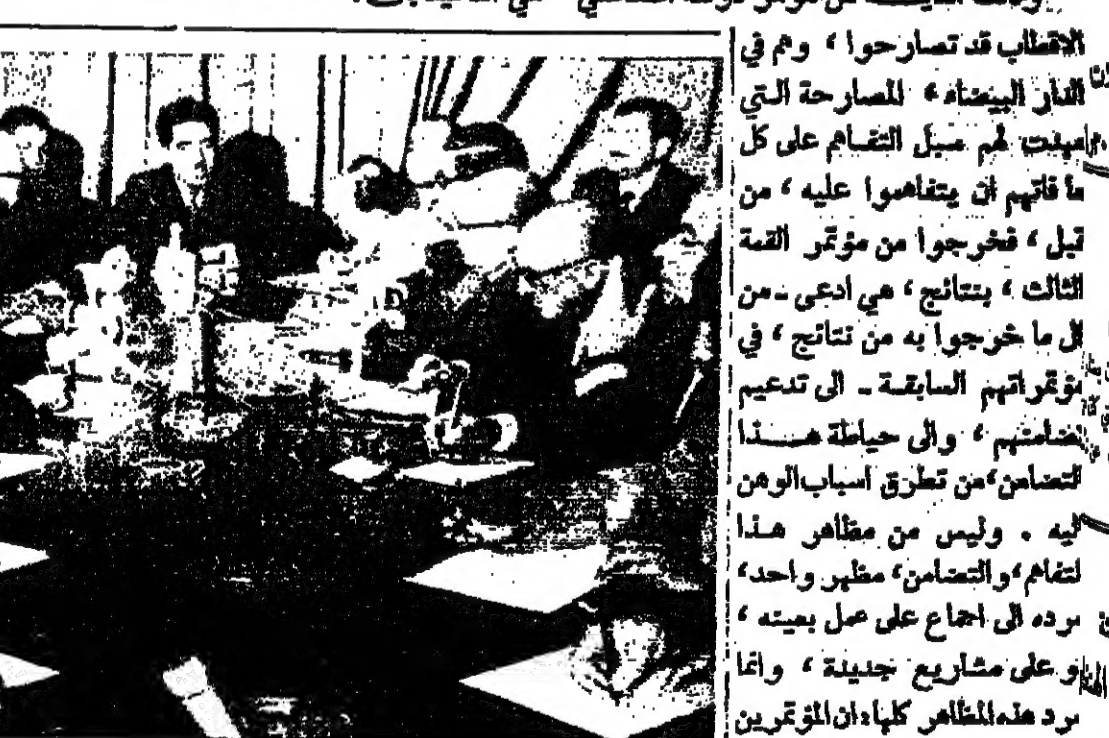 الاقطاب قد تصارحوا ، وهم في
الدار البيضاء ، المصارحة التي
هيئت لهم سبل التفاهم على كل
ما فاتهم ان يتفاهموا عليه ، من
قبل ، فخرجوا من مؤتمر القمة
الثالث ، بنتائج ، هي ادعى ـ من
كل ما خرجوا به من نتائج ، في
مؤتمراتهم السابقة ـ الى تدعيم
تضامنهم ، والى حياطة هـــذا
التضامن ، من تطرق اسباب الوهن
اليه . وليس من مظاهر هــذا
التفاهم ، والتضامن ، مظهر واحد ،
مرده الى اجماع على عمل بعينه ،
او على مشاريع جديدة ، وانما
مرد هذه المظاهر كلها ، ان المؤتمرين